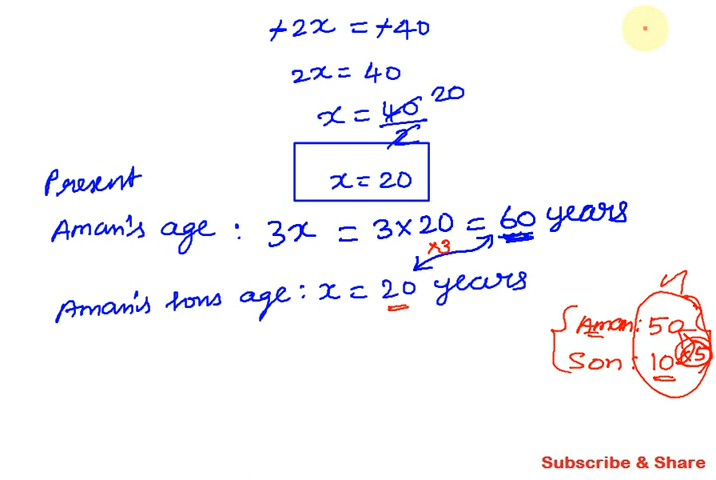 -2x = -40
2x = 40
x = 40/2 20
x = 20
Present
Aman's age : 3x = 3×20 = 60 years
×3
Aman's sons age : x = 20 years
Aman : 50
Son : 10 ×5
Subscribe & Share